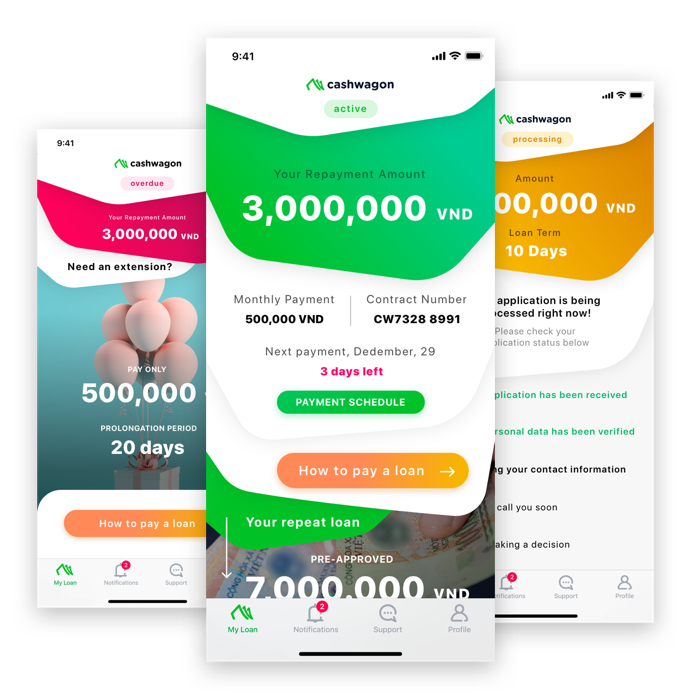 9:41
cashwagon
overdue
Your Repayment Amount
3,000,000 VND
Need an extension?
PAY ONLY
500,000
PROLONGATION PERIOD
20 days
How to pay a loan
My Loan
Notifications
2
Support
9:41
cashwagon
active
Your Repayment Amount
3,000,000 VND
Monthly Payment
500,000 VND
Contract Number
CW7328 8991
Next payment, Dedember, 29
3 days left
PAYMENT SCHEDULE
How to pay a loan
Your repeat loan
PRE-APPROVED
7,000,000 VND
My Loan
Notifications
2
Support
Profile
cashwagon
processing
Amount
00,000 VND
Loan Term
10 Days
application is being
ocessed right now!
Please check your
plication status below
plication has been received
rsonal data has been verified
ng your contact information
call you soon
aking a decision
2
ifications
Support
Profile